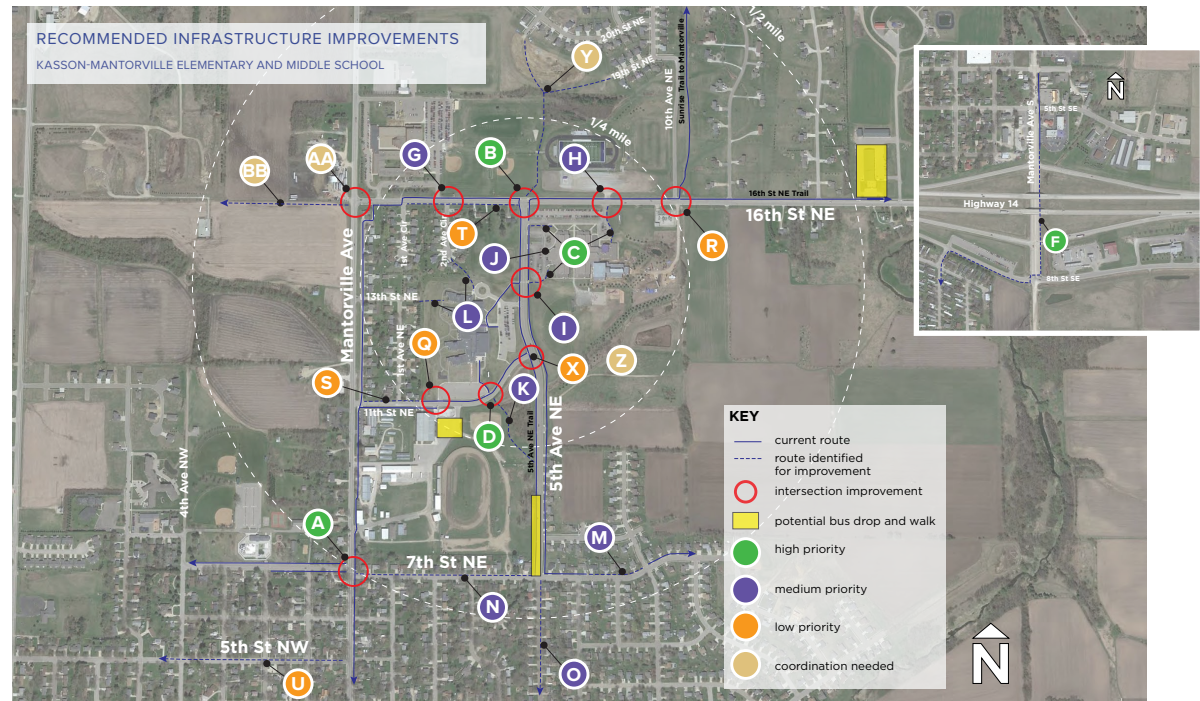 RECOMMENDED INFRASTRUCTURE IMPROVEMENTS
KASSON-MANTORVILLE ELEMENTARY AND MIDDLE SCHOOL
1/2 mile
1/4 mile
20th St NE
19th St NE
Y
10th Ave NE
Sunrise Trail to Mantorville
BB
AA
G
B
H
16th St NE Trail
16th St NE
R
T
J
C
1st Ave Cir
2nd Ave Cir
Mantorville Ave
13th St NE
L
I
1st Ave NE
Q
X
Z
S
K
11th St NE
D
5th Ave NE Trail
5th Ave NE
4th Ave NW
A
7th St NE
M
N
5th St NW
U
O
N
Mantorville Ave S
5th St SE
Highway 14
F
8th St SE
KEY
current route
route identified
for improvement
intersection improvement
potential bus drop and walk
high priority
medium priority
low priority
coordination needed
N